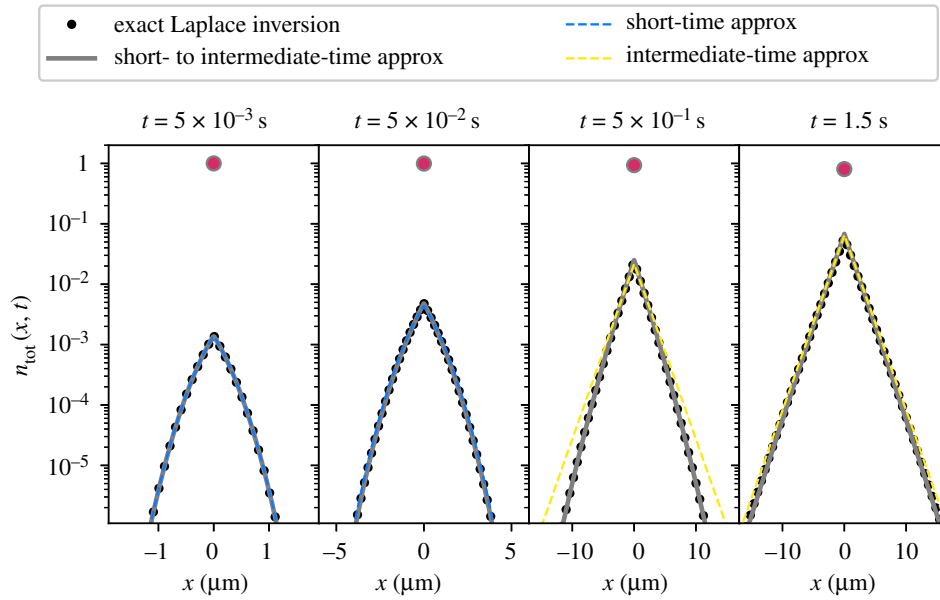 exact Laplace inversion
short- to intermediate-time approx
short-time approx
intermediate-time approx
t = 5 × 10⁻³ s
t = 5 × 10⁻² s
t = 5 × 10⁻¹ s
t = 1.5 s
1
10⁻¹
10⁻²
10⁻³
10⁻⁴
10⁻⁵
n_tot (x, t)
−1 0 1
−5 0 5
−10 0 10
−10 0 10
x (μm)
x (μm)
x (μm)
x (μm)